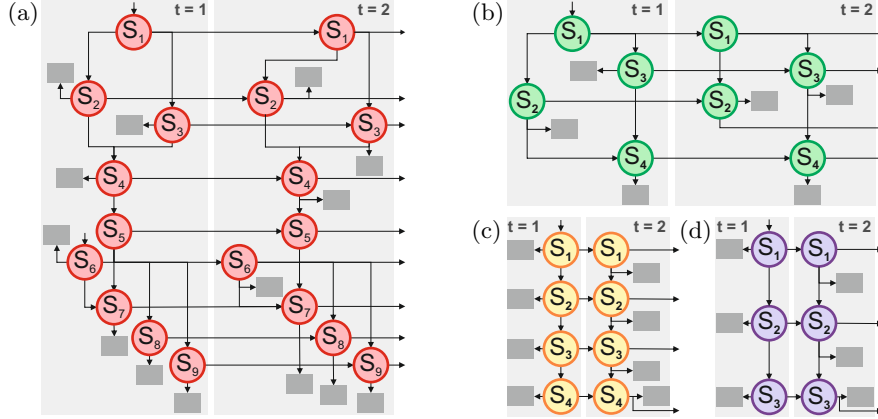 (a)
t = 1
t = 2
S1
S1
S2
S2
S3
S3
S4
S4
S5
S5
S6
S6
S7
S7
S8
S8
S9
S9
(b)
t = 1
t = 2
S1
S1
S3
S3
S2
S2
S4
S4
(c)
t = 1
t = 2
S1
S1
S2
S2
S3
S3
S4
S4
(d)
t = 1
t = 2
S1
S1
S2
S2
S3
S3